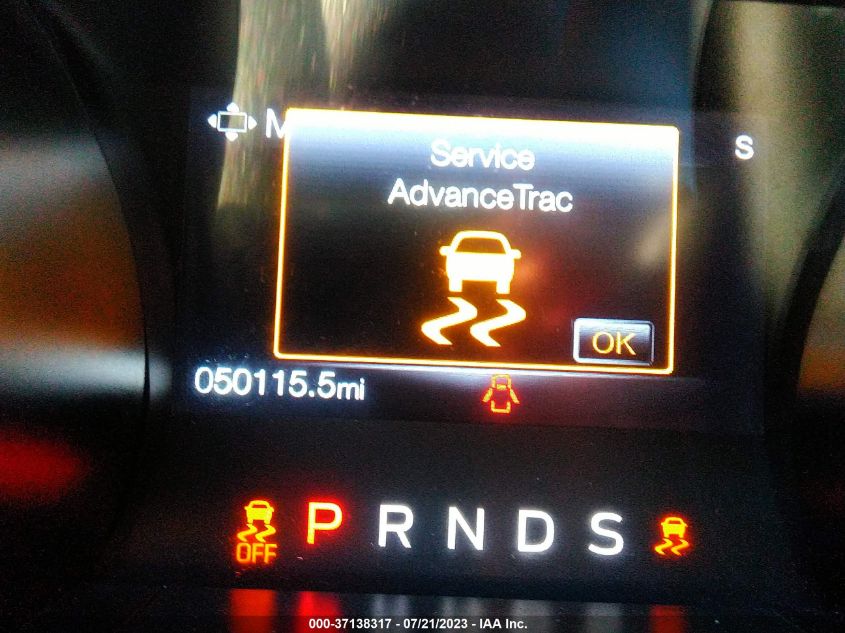 M
S
Service
AdvanceTrac
OK
050115.5mi
OFF
P R N D S
000-37138317 - 07/21/2023 - IAA Inc.